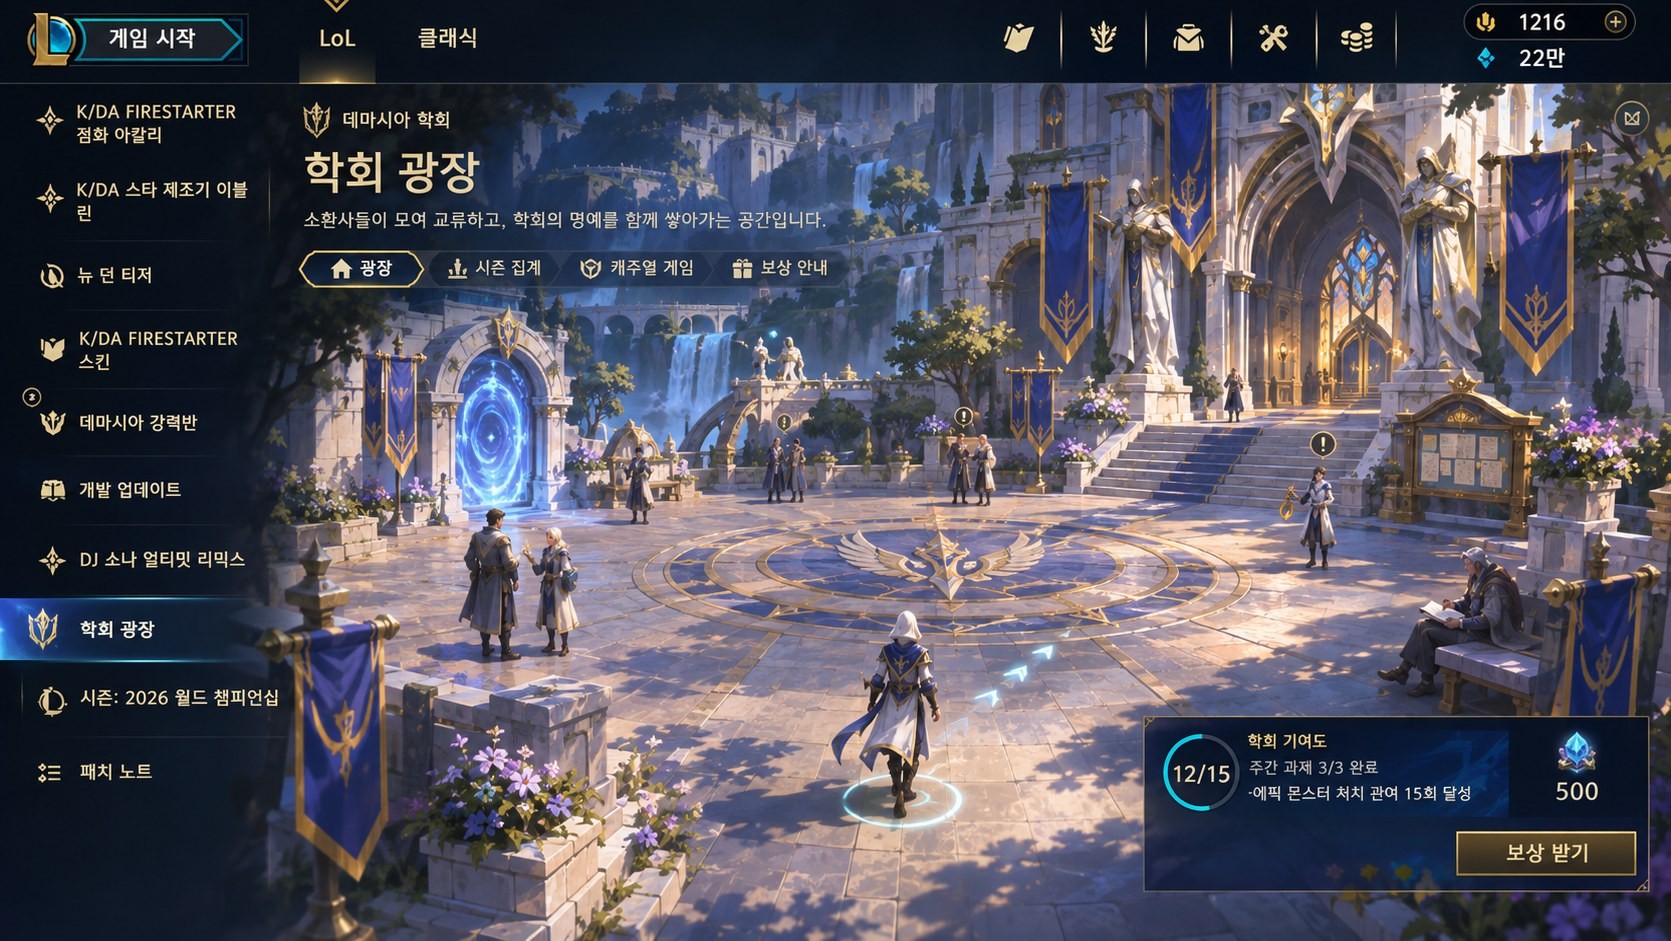 게임 시작
LoL
클래식
1216
22만
K/DA FIRESTARTER
점화 아칼리
K/DA 스타 제조기 이블
린
뉴 던 티저
K/DA FIRESTARTER
스킨
데마시아 강력반
개발 업데이트
DJ 소나 얼티밋 리믹스
학회 광장
시즌: 2026 월드 챔피언십
패치 노트
데마시아 학회
학회 광장
소환사들이 모여 교류하고, 학회의 명예를 함께 쌓아가는 공간입니다.
광장
시즌 집계
캐주열 게임
보상 안내
!
!
!
12/15
학회 기여도
주간 과제 3/3 완료
-에픽 몬스터 처치 관여 15회 달성
500
보상 받기